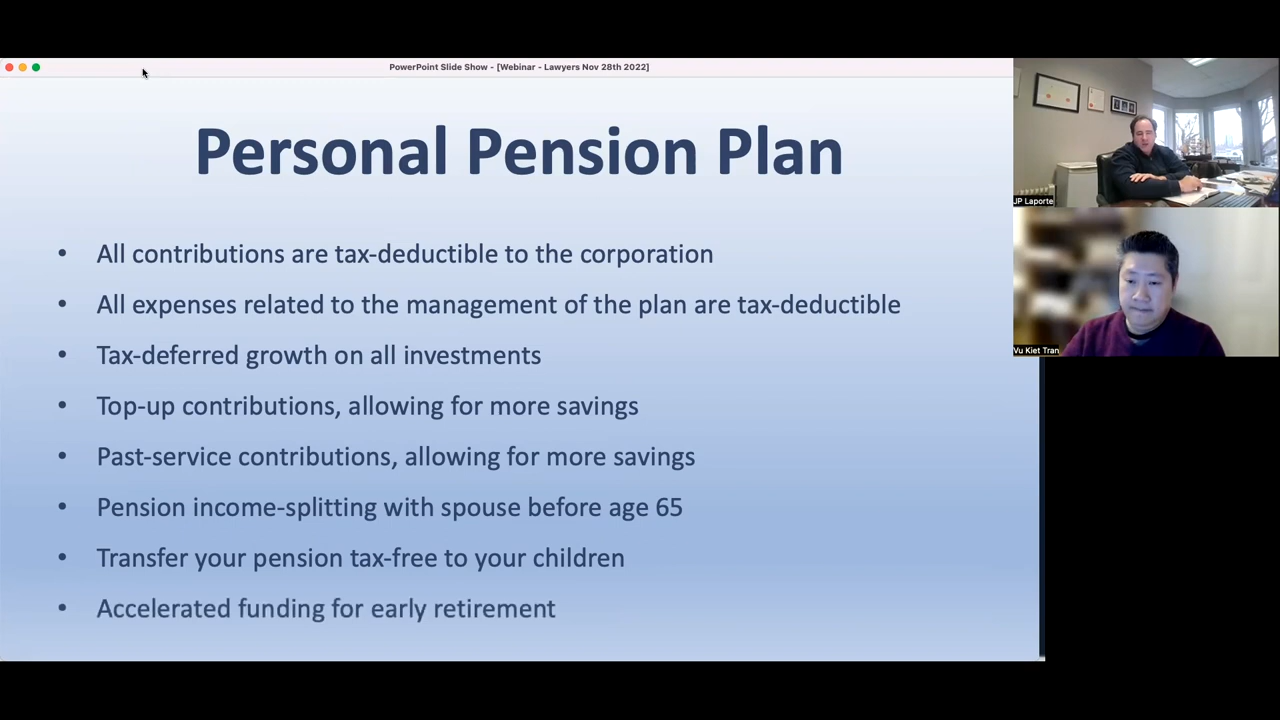 PowerPoint Slide Show - [Webinar - Lawyers Nov 28th 2022]
Personal Pension Plan
• All contributions are tax-deductible to the corporation
• All expenses related to the management of the plan are tax-deductible
• Tax-deferred growth on all investments
• Top-up contributions, allowing for more savings
• Past-service contributions, allowing for more savings
• Pension income-splitting with spouse before age 65
• Transfer your pension tax-free to your children
• Accelerated funding for early retirement
JP Laporte
Vu Kiet Tran